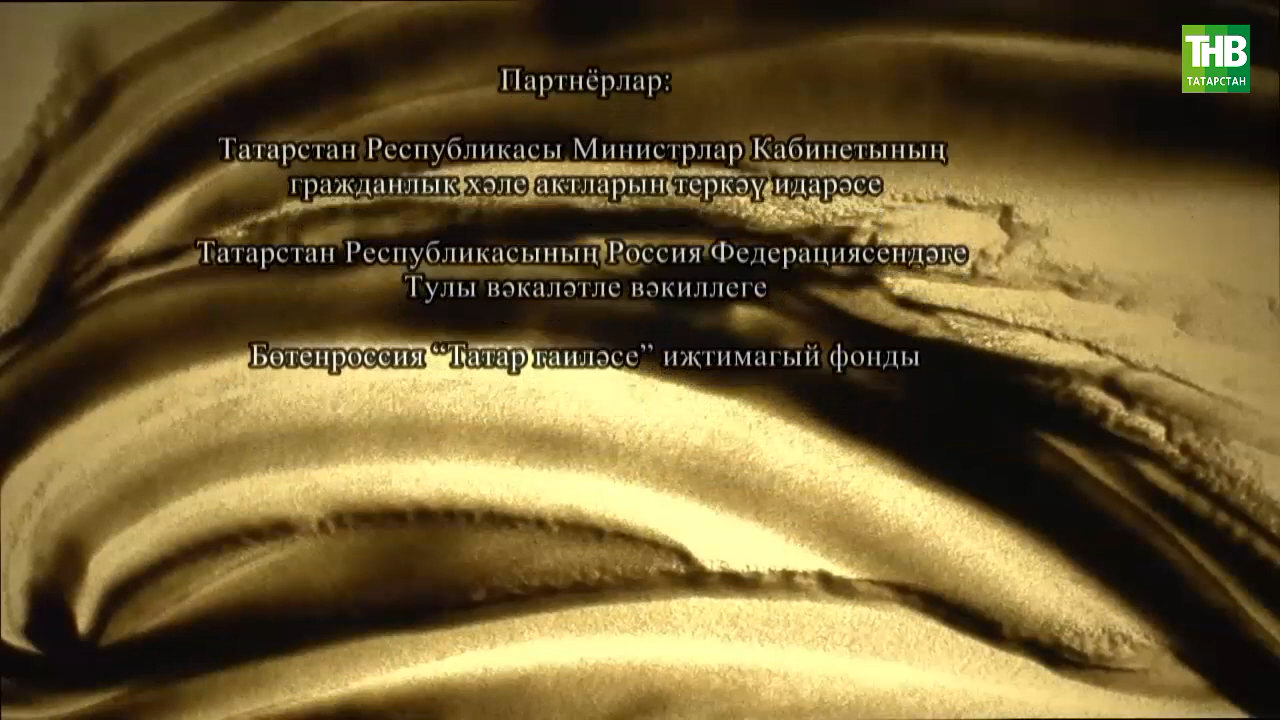 ТНВ
ТАТАРСТАН
Партнёрлар:
Татарстан Республикасы Министрлар Кабинетының
гражданлык хәле актларын теркәү идарәсе
Татарстан Республикасының Россия Федерациясендәге
Тулы вәкаләтле вәкиллеге
Бөтенроссия “Татар гаиләсе” иҗтимагый фонды